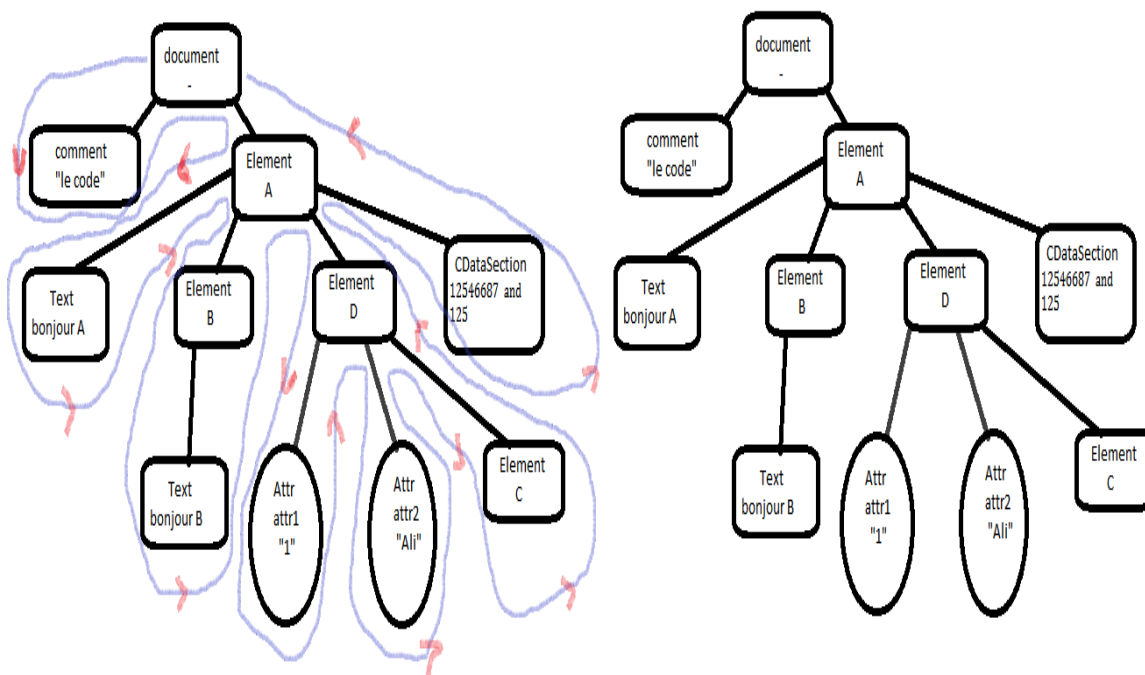 document
-
comment
"le code"
Element
A
Text
bonjour A
Element
B
Element
D
CDataSection
12546687 and
125
Text
bonjour B
Attr
attr1
"1"
Attr
attr2
"Ali"
Element
C
document
-
comment
"le code"
Element
A
Text
bonjour A
Element
B
Element
D
CDataSection
12546687 and
125
Text
bonjour B
Attr
attr1
"1"
Attr
attr2
"Ali"
Element
C